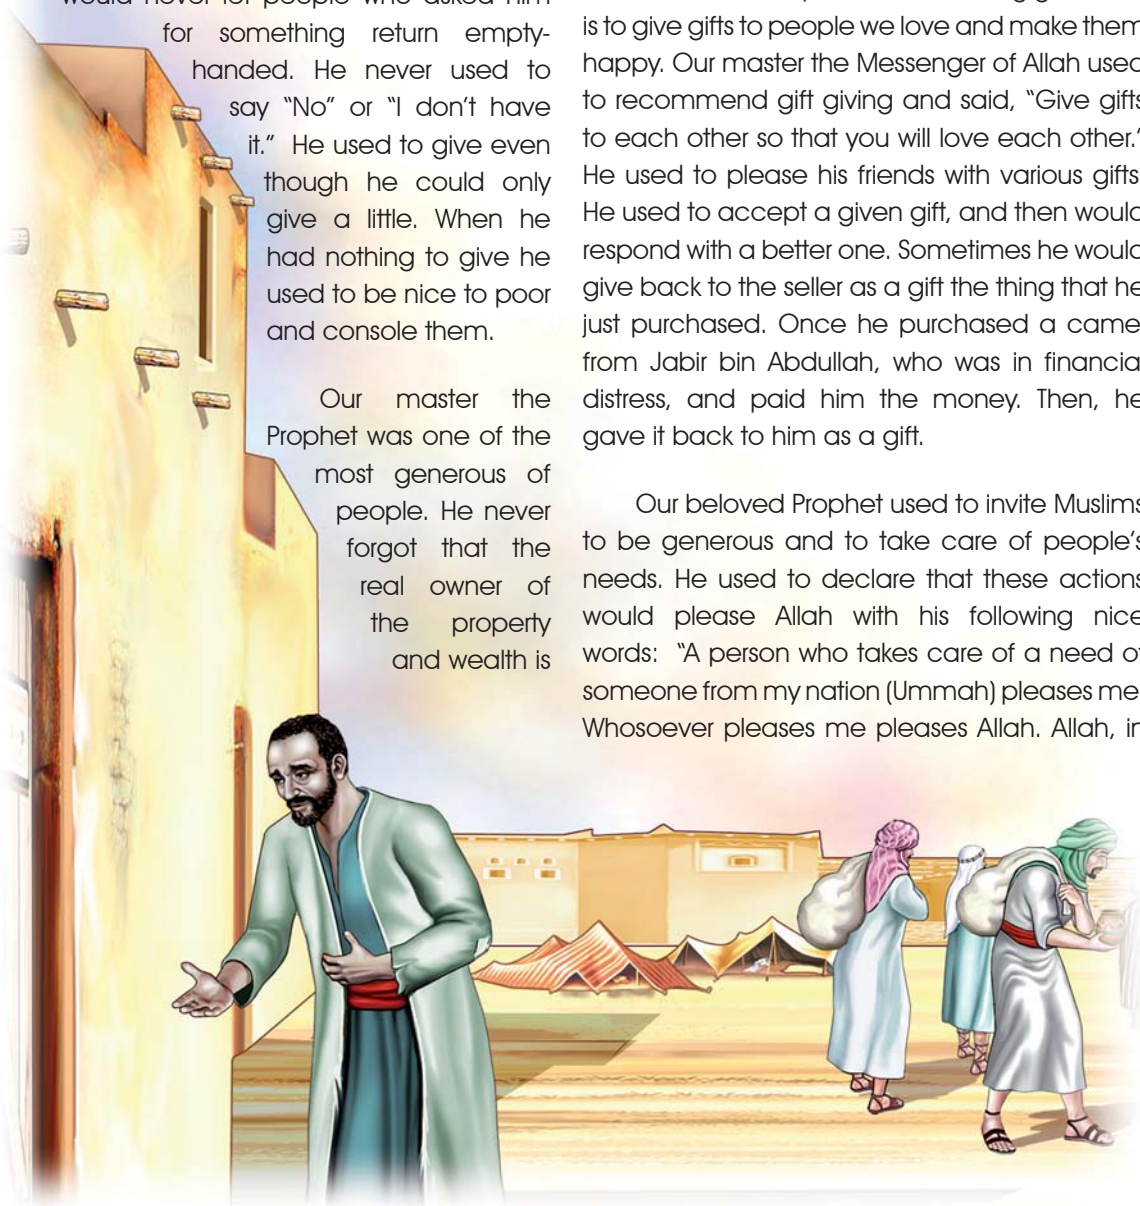 would never let people who asked him
for something return empty-
handed. He never used to
say “No” or “I don’t have
it.” He used to give even
though he could only
give a little. When he
had nothing to give he
used to be nice to poor
and console them.
Our master the
Prophet was one of the
most generous of
people. He never
forgot that the
real owner of
the property
and wealth is
is to give gifts to people we love and make them
happy. Our master the Messenger of Allah used
to recommend gift giving and said, “Give gifts
to each other so that you will love each other.”
He used to please his friends with various gifts
He used to accept a given gift, and then would
respond with a better one. Sometimes he would
give back to the seller as a gift the thing that he
just purchased. Once he purchased a came
from Jabir bin Abdullah, who was in financia
distress, and paid him the money. Then, he
gave it back to him as a gift.
Our beloved Prophet used to invite Muslims
to be generous and to take care of people’s
needs. He used to declare that these actions
would please Allah with his following nice
words: “A person who takes care of a need of
someone from my nation (Ummah) pleases me
Whosoever pleases me pleases Allah. Allah, in